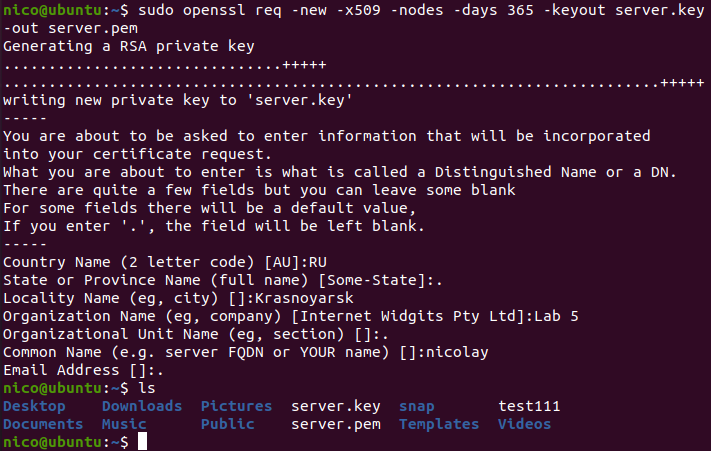 nico@ubuntu:~$ sudo openssl req -new -x509 -nodes -days 365 -keyout server.key
-out server.pem
Generating a RSA private key
...............................+++++
.........................................................................+++++
writing new private key to 'server.key'
-----
You are about to be asked to enter information that will be incorporated
into your certificate request.
What you are about to enter is what is called a Distinguished Name or a DN.
There are quite a few fields but you can leave some blank
For some fields there will be a default value,
If you enter '.', the field will be left blank.
-----
Country Name (2 letter code) [AU]:RU
State or Province Name (full name) [Some-State]:.
Locality Name (eg, city) []:Krasnoyarsk
Organization Name (eg, company) [Internet Widgits Pty Ltd]:Lab 5
Organizational Unit Name (eg, section) []:.
Common Name (e.g. server FQDN or YOUR name) []:nicolay
Email Address []:.
nico@ubuntu:~$ ls
Desktop    Downloads  Pictures  server.key  snap       test111
Documents  Music      Public    server.pem  Templates  Videos
nico@ubuntu:~$